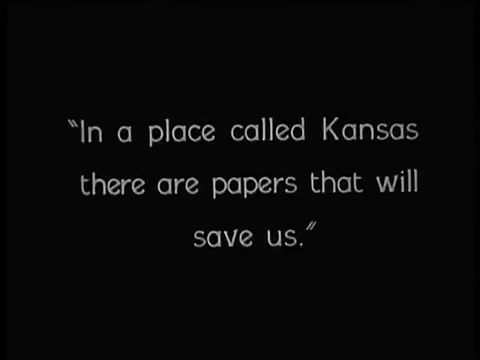 "In a place called Kansas
there are papers that will
save us."